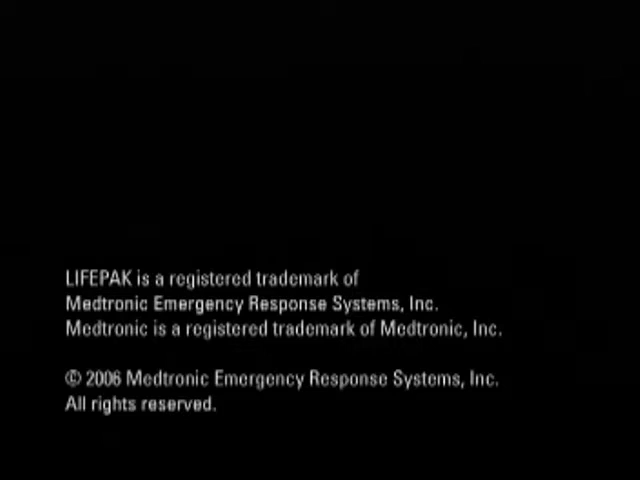 LIFEPAK is a registered trademark of
Medtronic Emergency Response Systems, Inc.
Medtronic is a registered trademark of Medtronic, Inc.
© 2006 Medtronic Emergency Response Systems, Inc.
All rights reserved.